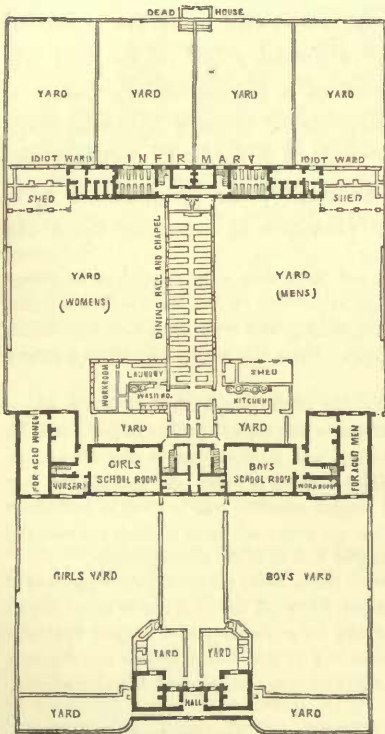 DEAD HOUSE
YARD YARD YARD YARD
IDIOT WARD INFIRMARY IDIOT WARD
SHED SHED
DINING HALL AND CHAPEL
YARD
(WOMENS)
YARD
(MENS)
WORKROOM
LAUNDRY
WASH RO.
SHED
KITCHEN
YARD YARD
FOR AGED WOMEN
NURSERY
GIRLS
SCHOOL ROOM
BOYS
SCHOOL ROOM
WORKROOM
FOR AGED MEN
GIRLS YARD BOYS YARD
YARD YARD
HALL
YARD YARD